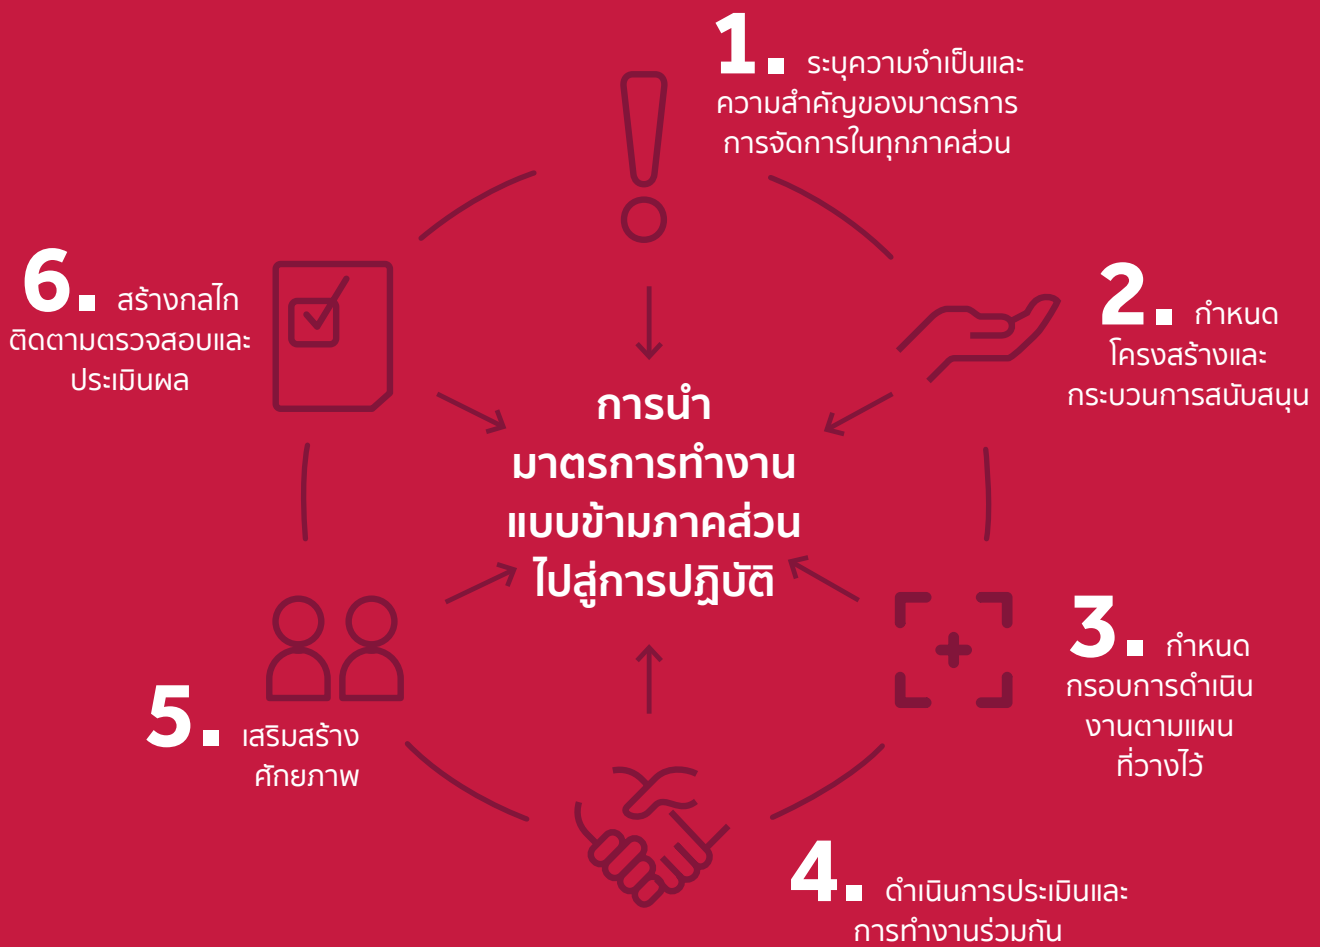 1. ระบุความจำเป็นและ
ความสำคัญของมาตรการ
การจัดการในทุกภาคส่วน
2. กำหนด
โครงสร้างและ
กระบวนการสนับสนุน
3. กำหนด
กรอบการดำเนิน
งานตามแผน
ที่วางไว้
4. ดำเนินการประเมินและ
การทำงานร่วมกัน
5. เสริมสร้าง
ศักยภาพ
6. สร้างกลไก
ติดตามตรวจสอบและ
ประเมินผล
การนำ
มาตรการทำงาน
แบบข้ามภาคส่วน
ไปสู่การปฏิบัติ